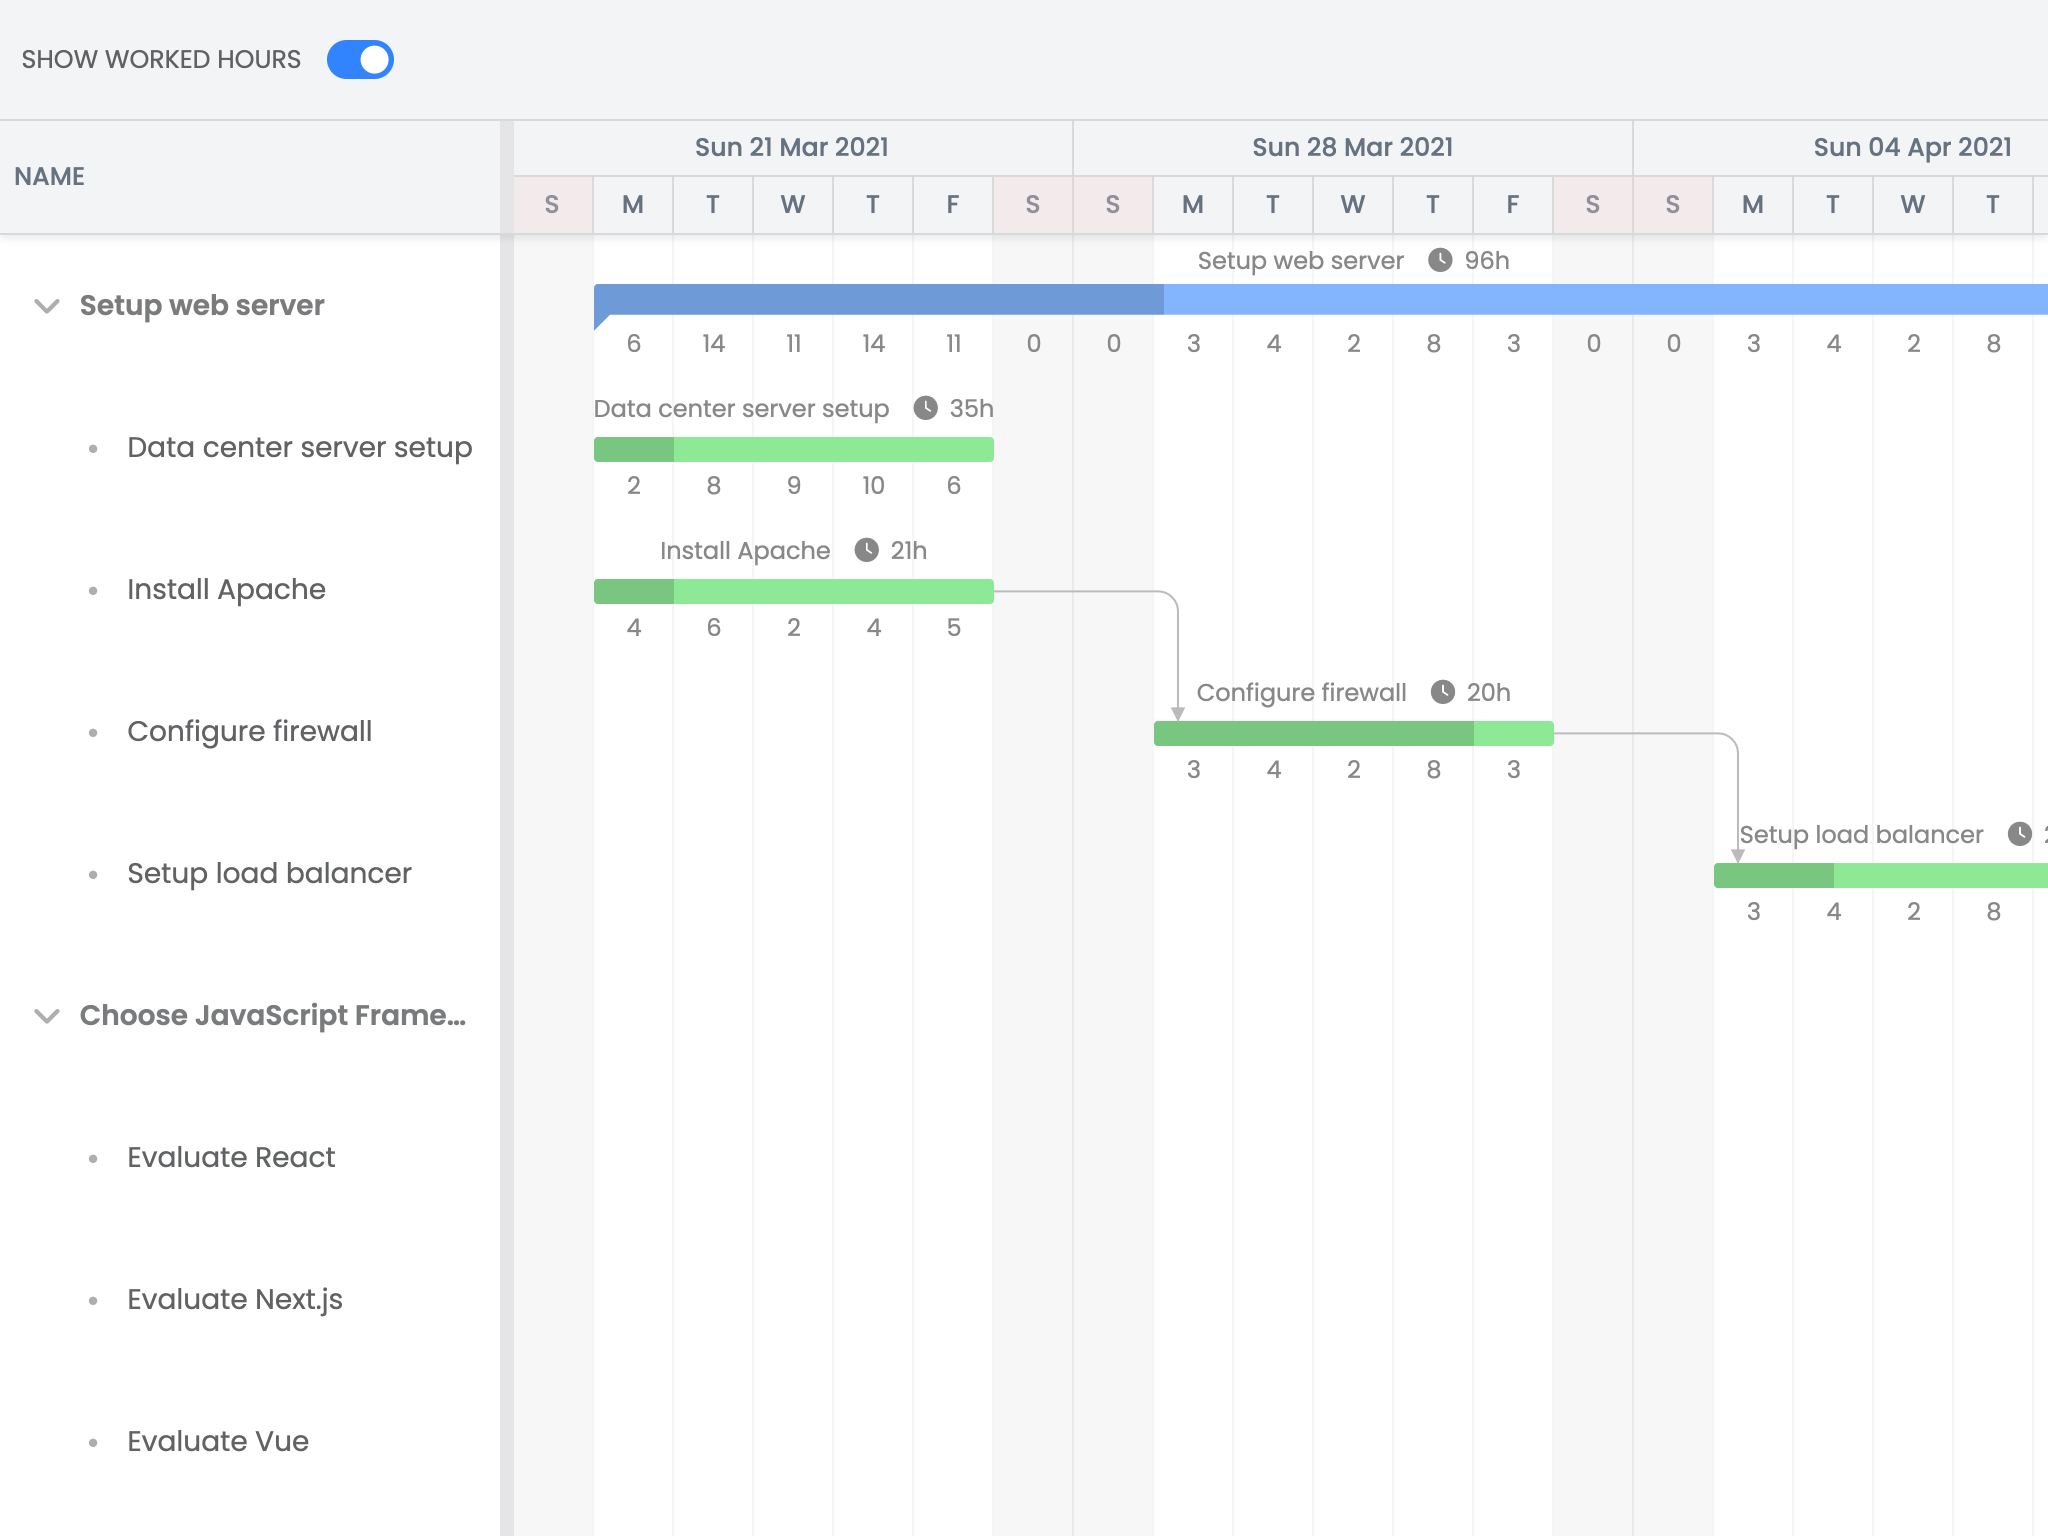 SHOW WORKED HOURS
NAME
Sun 21 Mar 2021 Sun 28 Mar 2021 Sun 04 Apr 2021
S M T W T F S S M T W T F S S M T W T
Setup web server 96h
Setup web server
6 14 11 14 11 0 0 3 4 2 8 3 0 0 3 4 2 8
Data center server setup 35h
Data center server setup
2 8 9 10 6
Install Apache 21h
Install Apache
4 6 2 4 5
Configure firewall 20h
Configure firewall
3 4 2 8 3
Setup load balancer
Setup load balancer
3 4 2 8
Choose JavaScript Frame...
Evaluate React
Evaluate Next.js
Evaluate Vue